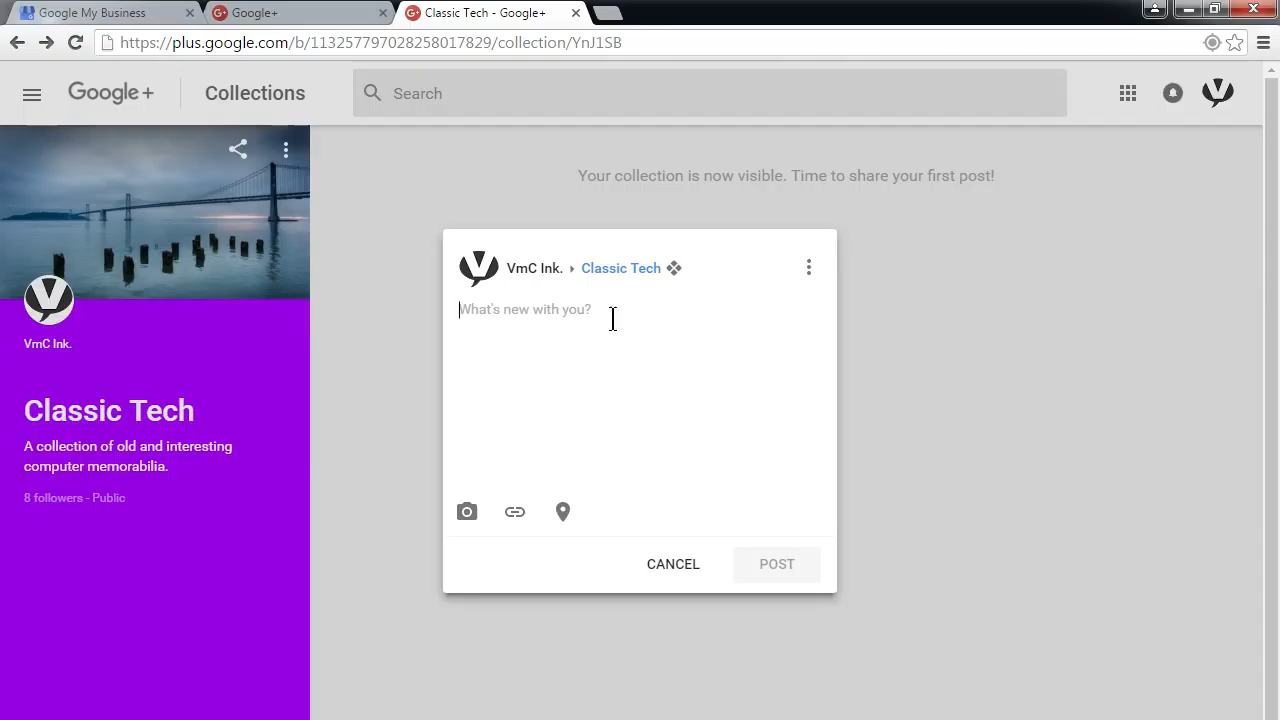 Google My Business
Google+
Classic Tech - Google+
https://plus.google.com/b/113257797028258017829/collection/YnJ1SB
Google+
Collections
Search
Your collection is now visible. Time to share your first post!
VmC Ink. Classic Tech
What's new with you?
VmC Ink.
Classic Tech
A collection of old and interesting
computer memorabilia.
8 followers - Public
CANCEL
POST